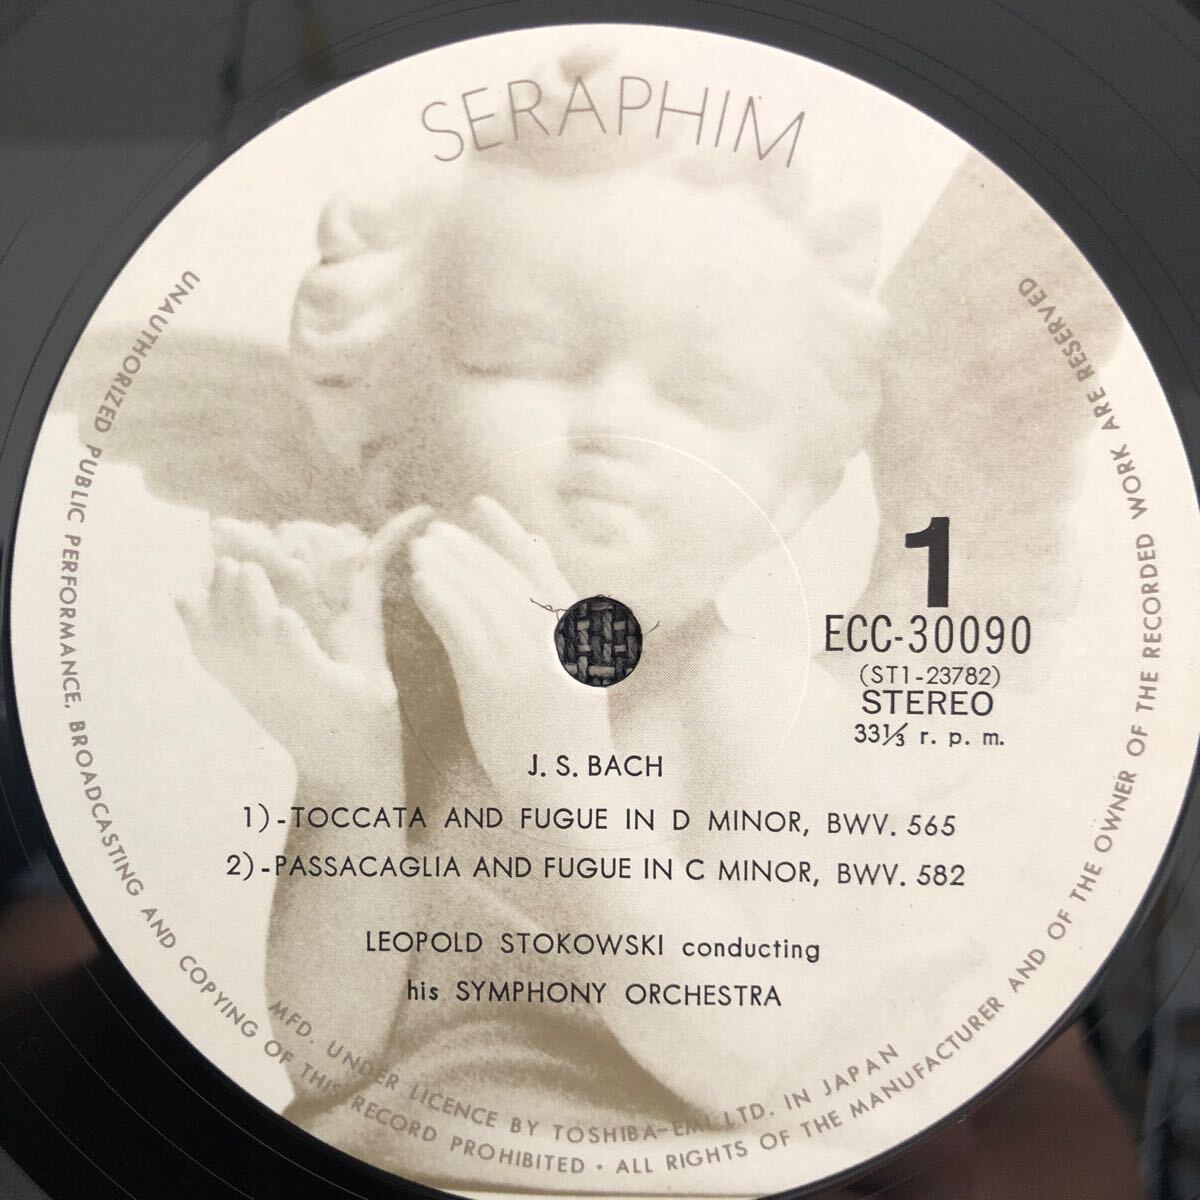 SERAPHIM
1
ECC-30090
(ST1-23782)
STEREO
33⅓ r. p. m.
J. S. BACH
1)-TOCCATA AND FUGUE IN D MINOR, BWV. 565
2)-PASSACAGLIA AND FUGUE IN C MINOR, BWV. 582
LEOPOLD STOKOWSKI conducting
his SYMPHONY ORCHESTRA
MFD. UNDER LICENCE BY TOSHIBA-EMI LTD. IN JAPAN
UNAUTHORIZED PUBLIC PERFORMANCE, BROADCASTING AND COPYING OF THIS RECORD PROHIBITED • ALL RIGHTS OF THE MANUFACTURER AND OF THE OWNER OF THE RECORDED WORK ARE RESERVED